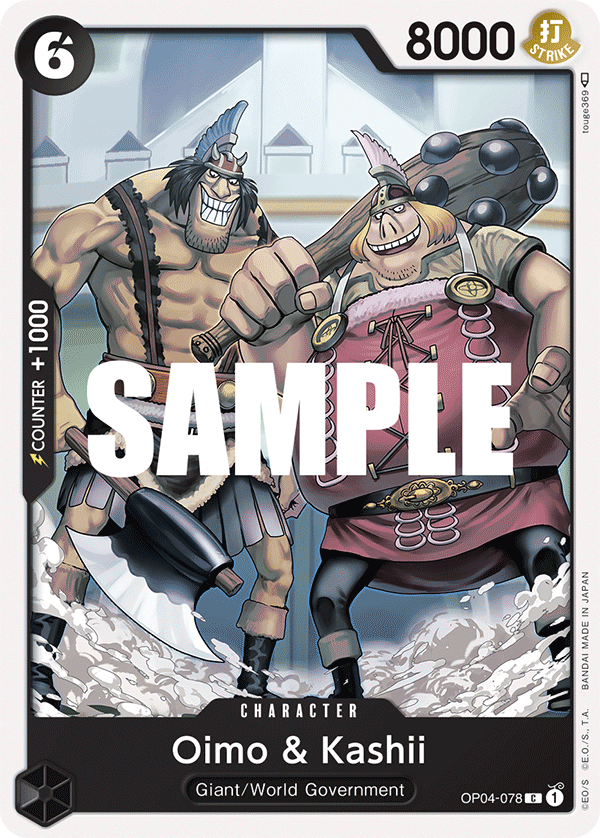 6
8000
打
STRIKE
touge369
COUNTER +1000
SAMPLE
BANDAI MADE IN JAPAN
©EO/S ©E.O./S., T.A.
CHARACTER
Oimo & Kashii
Giant/World Government
OP04-078 C 1